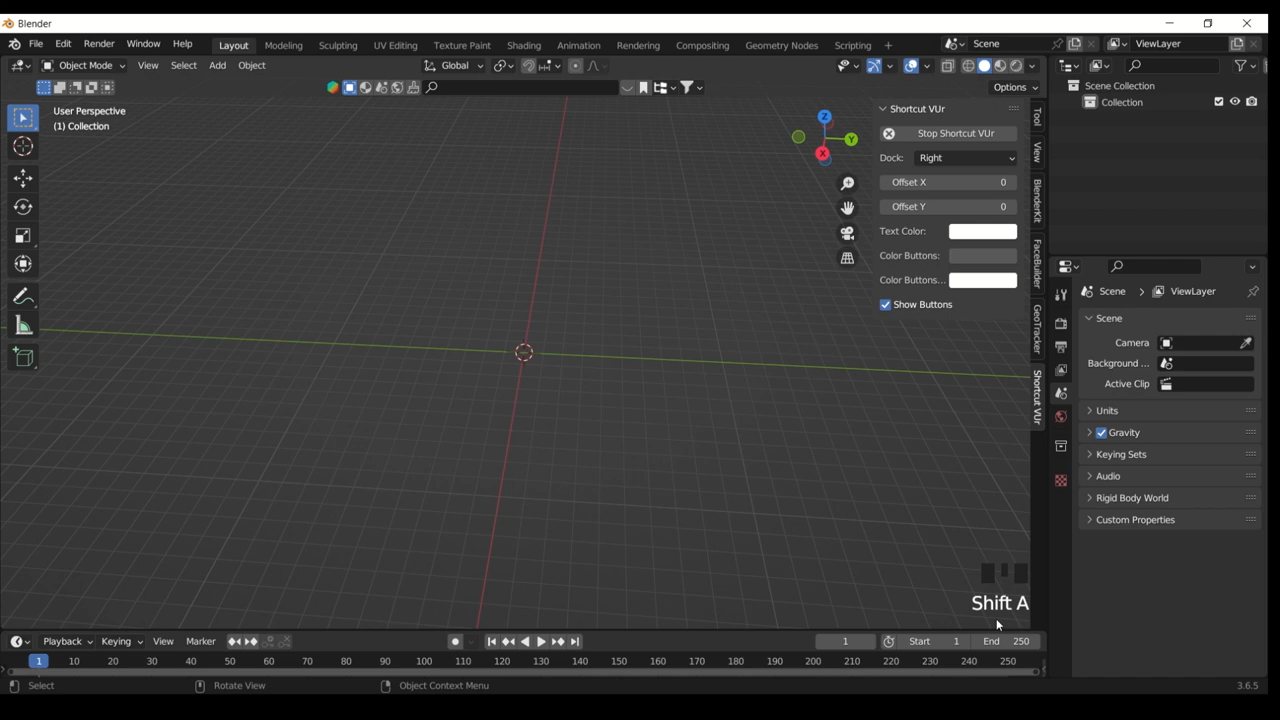 Blender
File Edit Render Window Help Layout Modeling Sculpting UV Editing Texture Paint Shading Animation Rendering Compositing Geometry Nodes Scripting + Scene ViewLayer
Object Mode View Select Add Object Global
Options
User Perspective
(1) Collection
Z
Y
X
Shortcut VUr
Stop Shortcut VUr
Dock: Right
Offset X 0
Offset Y 0
Text Color:
Color Buttons:
Color Buttons...
Show Buttons
Tool
View
BlenderKit
FaceBuilder
GeoTracker
Shortcut VUr
Scene Collection
Collection
Scene > ViewLayer
Scene
Camera
Background ...
Active Clip
Units
Gravity
Keying Sets
Audio
Rigid Body World
Custom Properties
Shift A
Playback Keying View Marker 1 Start 1 End 250
1 10 20 30 40 50 60 70 80 90 100 110 120 130 140 150 160 170 180 190 200 210 220 230 240 250
Select Rotate View Object Context Menu 3.6.5